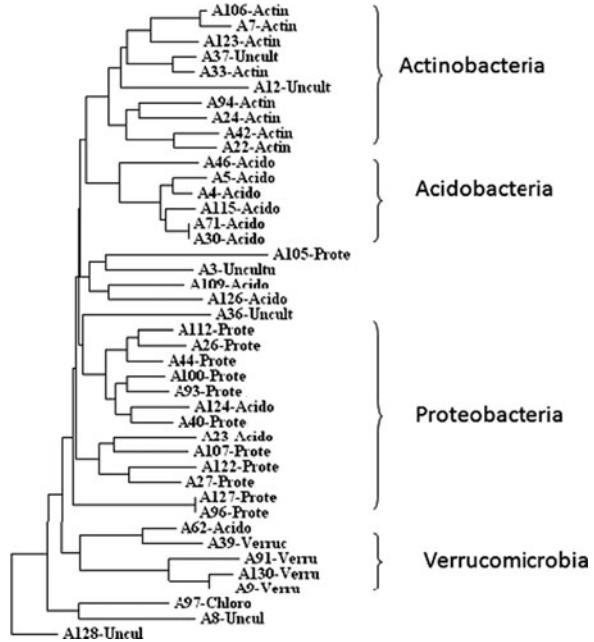 A106-Actin
A7-Actin
A123-Actin
A37-Uncult
A33-Actin
A12-Uncult
A94-Actin
A24-Actin
A42-Actin
A22-Actin
Actinobacteria
A46-Acido
A5-Acido
A4-Acido
A115-Acido
A71-Acido
A30-Acido
Acidobacteria
A105-Prote
A3-Uncultu
A109-Acido
A126-Acido
A36-Uncult
A112-Prote
A26-Prote
A44-Prote
A100-Prote
A93-Prote
A124-Acido
A40-Prote
A23-Acido
A107-Prote
A122-Prote
A27-Prote
A127-Prote
A96-Prote
Proteobacteria
A62-Acido
A39-Verruc
A91-Verru
A130-Verru
A9-Verru
Verrucomicrobia
A97-Chloro
A8-Uncul
A128-Uncul